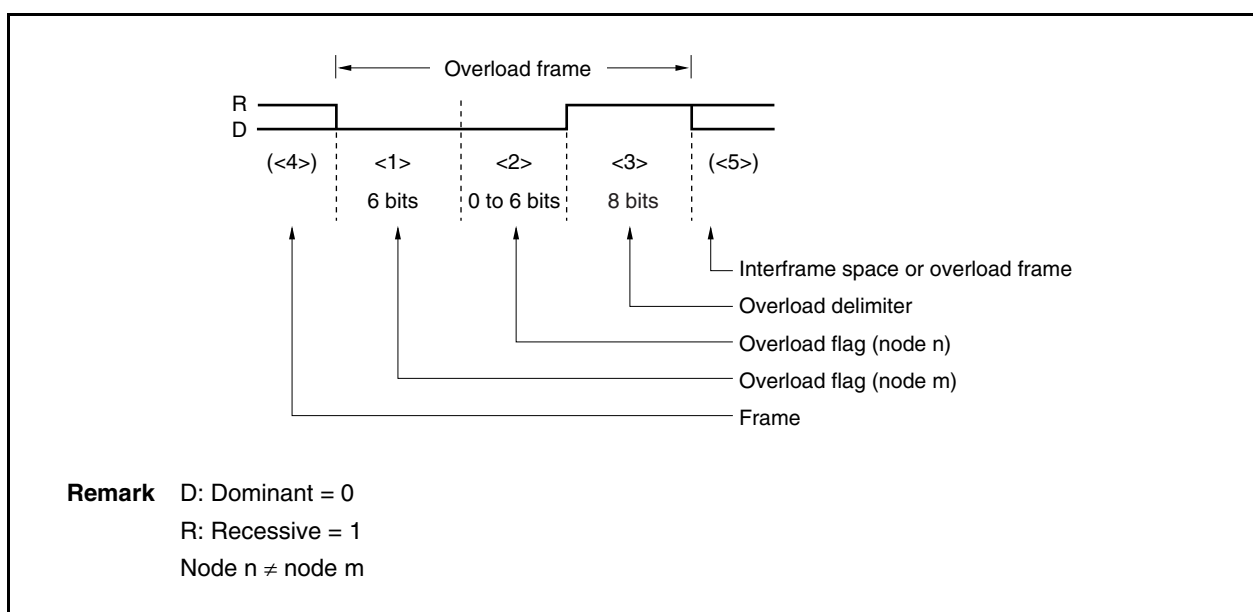 Overload frame
R
D
(<4>) <1> <2> <3> (<5>)
6 bits 0 to 6 bits 8 bits
Interframe space or overload frame
Overload delimiter
Overload flag (node n)
Overload flag (node m)
Frame
Remark D: Dominant = 0
R: Recessive = 1
Node n ≠ node m